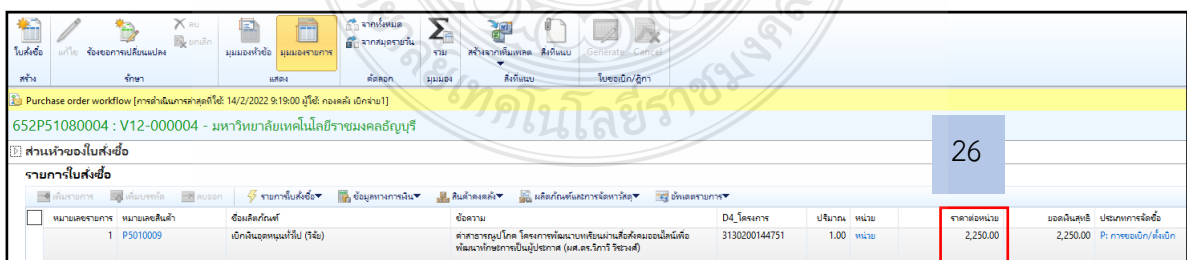 ใบสั่งซื้อ แก้ไข ร้องขอการเปลี่ยนแปลง ลบ ยกเลิก มุมมองหัวข้อ มุมมองรายการ จากทั้งหมด จากสมุดรายวัน รวม สร้างจากเท็มเพลต สิ่งที่แนบ Generate Cancel
สร้าง รักษา แสดง คัดลอก มุมมอง สิ่งที่แนบ ใบขอเบิก/ฎีกา
Purchase order workflow [การดำเนินการล่าสุดที่ใช้: 14/2/2022 9:19:00 ผู้ใช้: กองคลัง เบิกจ่าย1]
652P51080004 : V12-000004 - มหาวิทยาลัยเทคโนโลยีราชมงคลธัญบุรี
ส่วนหัวของใบสั่งซื้อ
26
รายการใบสั่งซื้อ
เพิ่มรายการ เพิ่มบรรทัด ลบออก รายการใบสั่งซื้อ ข้อมูลทางการเงิน สินค้าคงคลัง ผลิตภัณฑ์และการจัดหาวัสดุ อัพเดตรายการ
หมายเลขรายการ หมายเลขสินค้า ชื่อผลิตภัณฑ์ ข้อความ D4_โครงการ ปริมาณ หน่วย ราคาต่อหน่วย ยอดเงินสุทธิ ประเภทการจัดซื้อ
1 P5010009 เบิกเงินอุดหนุนทั่วไป (วิจัย) ค่าสาธารณูปโภค โครงการพัฒนาบทเรียนผ่านสื่อสังคมออนไลน์เพื่อ 3130200144751 1.00 หน่วย 2,250.00 2,250.00 P: การขอเบิก/ตั้งเบิก
พัฒนาทักษะการเป็นผู้ประกาศ (ผศ.ดร.วิภาวี วีระวงศ์)
เทคโนโลยีราชมงคล